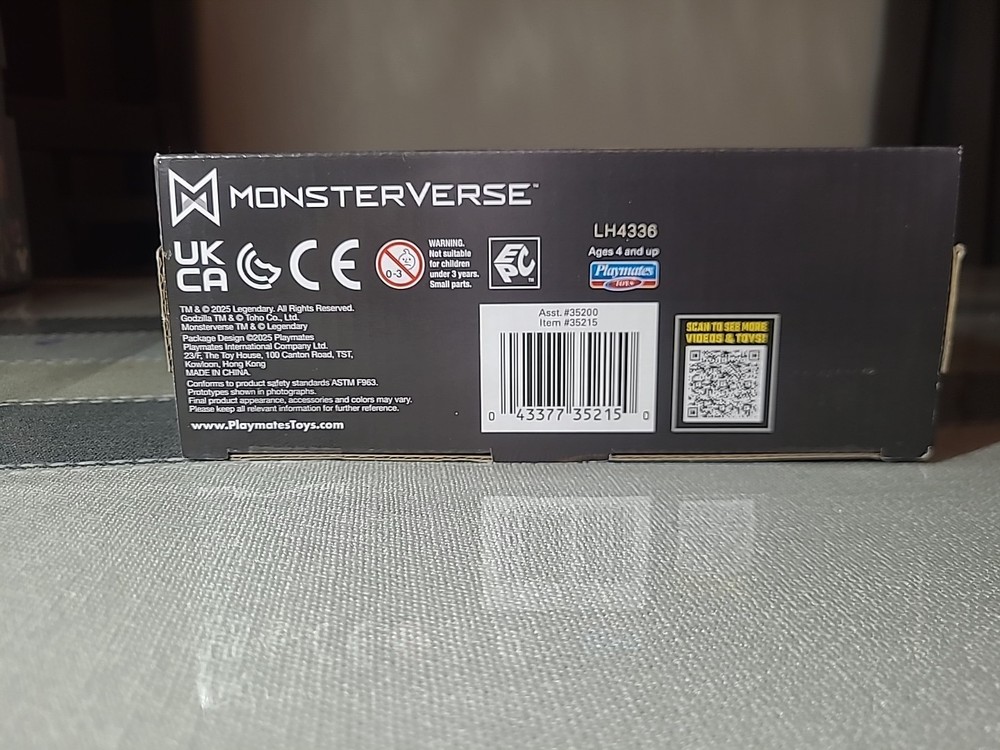 MONSTERVERSE™
UK
CA
CE
0-3
WARNING.
Not suitable
for children
under 3 years.
Small parts.
EPC
TM
LH4336
Ages 4 and up
Playmates
TOYS
TM & © 2025 Legendary. All Rights Reserved.
Godzilla TM & © Toho Co., Ltd.
Monsterverse TM & © Legendary
Package Design ©2025 Playmates
Playmates International Company Ltd.
23/F, The Toy House, 100 Canton Road, TST,
Kowloon, Hong Kong
MADE IN CHINA.
Conforms to product safety standards ASTM F963.
Prototypes shown in photographs.
Final product appearance, accessories and colors may vary.
Please keep all relevant information for further reference.
www.PlaymatesToys.com
Asst. #35200
Item #35215
0 43377 35215 0
SCAN TO SEE MORE
VIDEOS & TOYS!